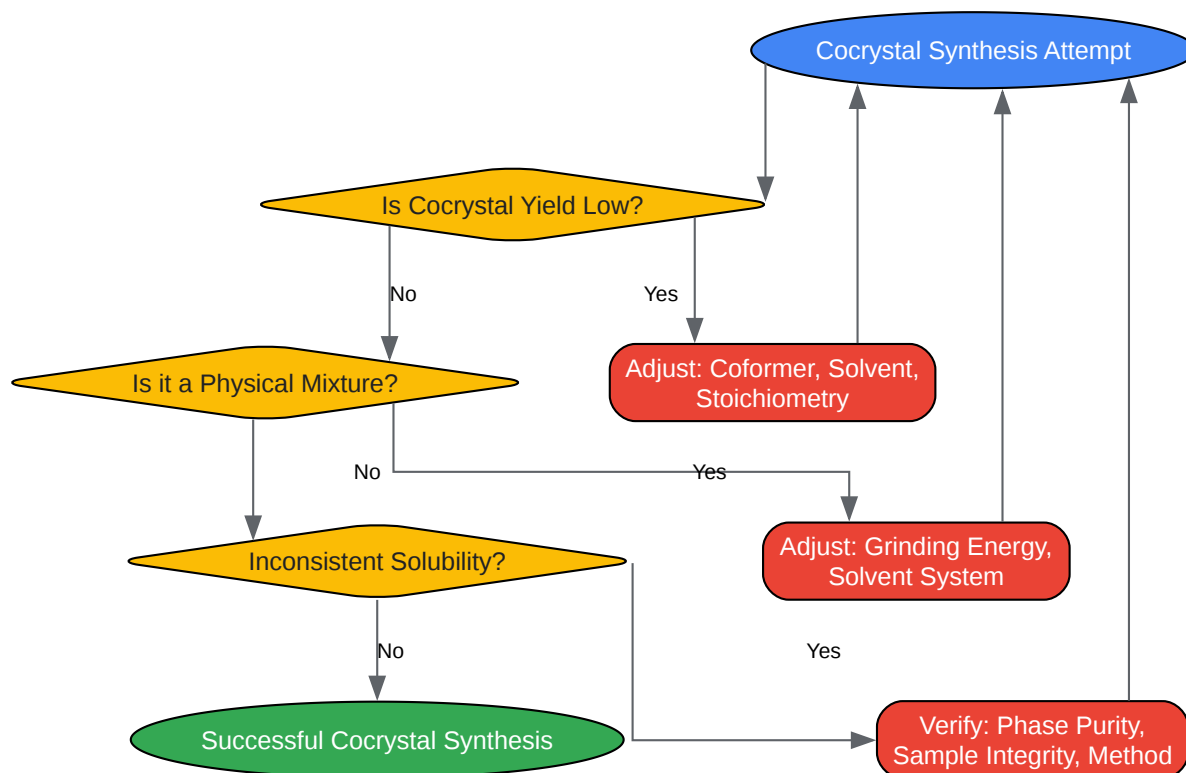 Cocrystal Synthesis Attempt
Is Cocrystal Yield Low?
No
Yes
Adjust: Coformer, Solvent,
Stoichiometry
Is it a Physical Mixture?
No
Yes
Adjust: Grinding Energy,
Solvent System
Inconsistent Solubility?
No
Yes
Verify: Phase Purity,
Sample Integrity, Method
Successful Cocrystal Synthesis